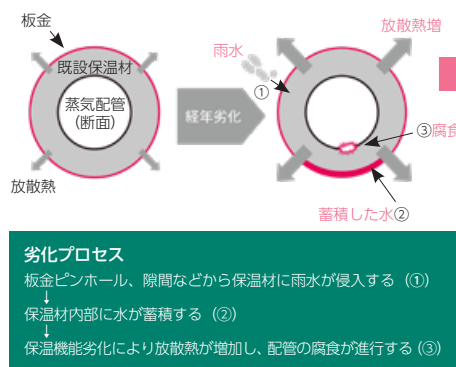 板金
放散熱増
雨水
既設保温材
①
蒸気配管
(断面)
経年劣化
③腐食
放散熱
蓄積した水②
劣化プロセス
板金ピンホール、隙間などから保温材に雨水が侵入する (①)
↓
保温材内部に水が蓄積する (②)
↓
保温機能劣化により放散熱が増加し、配管の腐食が進行する (③)